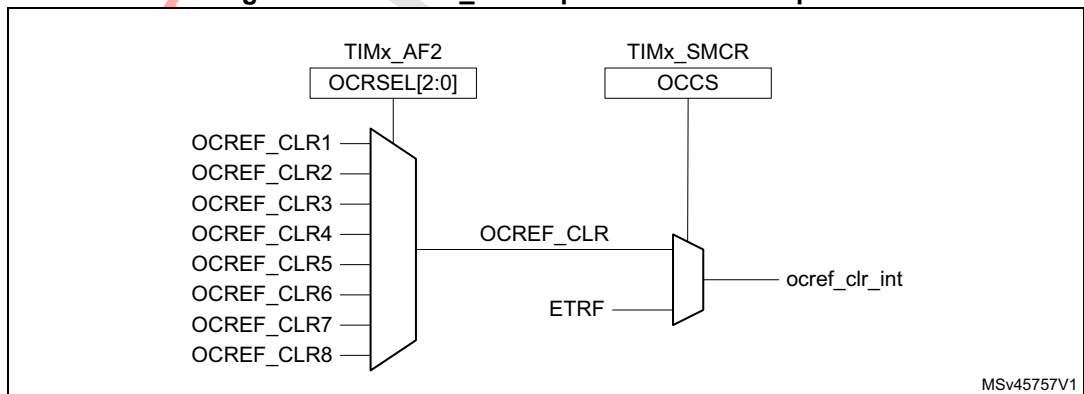 TIMx_AF2 TIMx_SMCR
OCRSEL[2:0] OCCS
OCREF_CLR1
OCREF_CLR2
OCREF_CLR3
OCREF_CLR4
OCREF_CLR5
OCREF_CLR6
OCREF_CLR7
OCREF_CLR8
OCREF_CLR
ETRF
ocref_clr_int
MSv45757V1